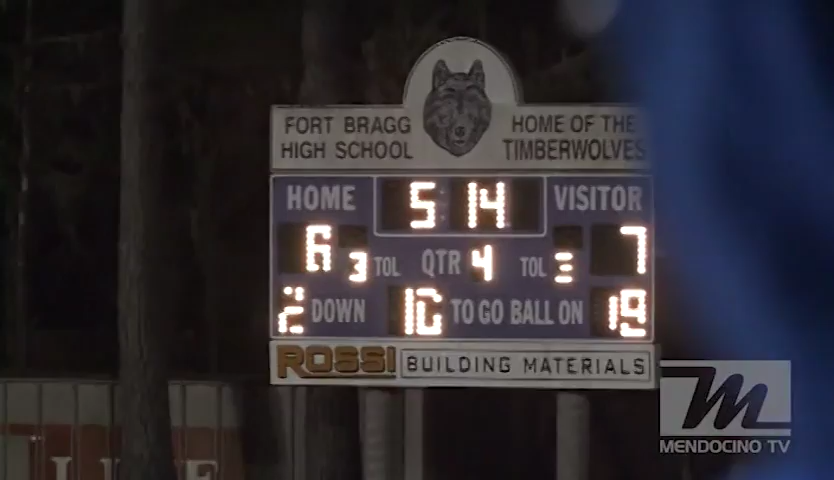 FORT BRAGG HOME OF THE
HIGH SCHOOL TIMBERWOLVES
HOME 5:14 VISITOR
6 3 TOL QTR 4 TOL 3 7
2 DOWN 10 TO GO BALL ON 19
ROSSI BUILDING MATERIALS
M
MENDOCINO TV